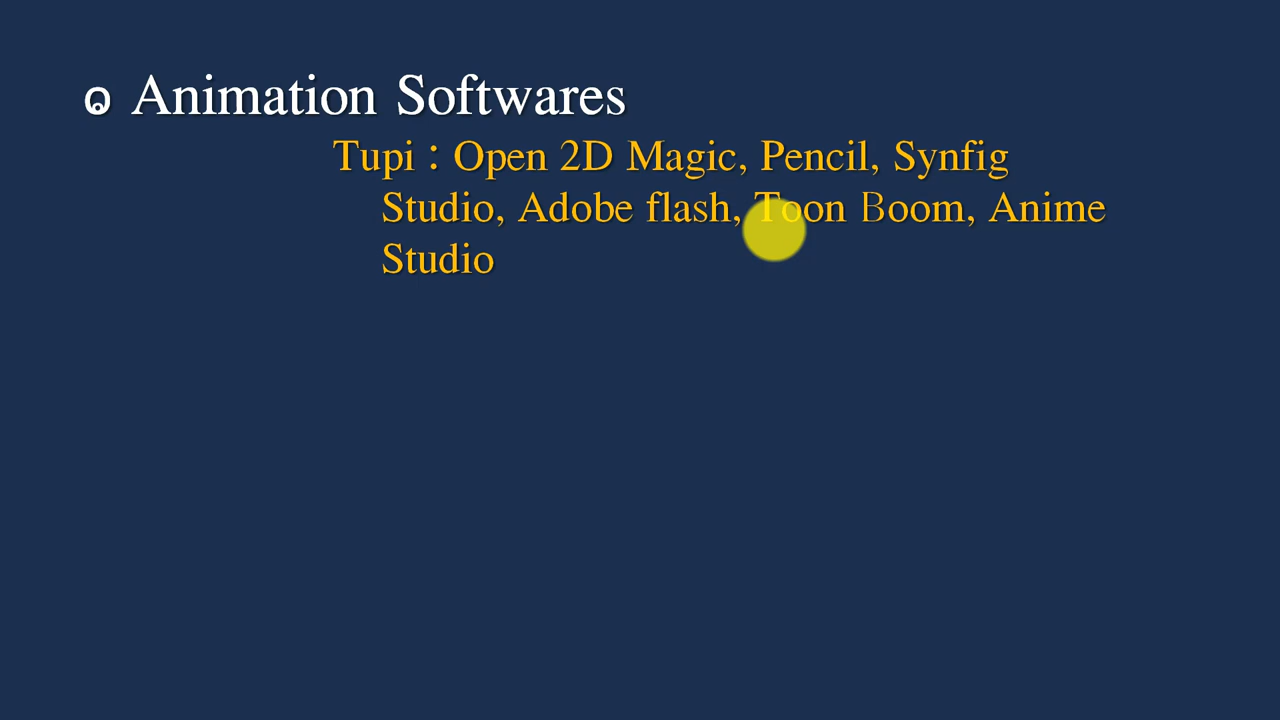 Animation Softwares
Tupi : Open 2D Magic, Pencil, Synfig
Studio, Adobe flash, Toon Boom, Anime
Studio